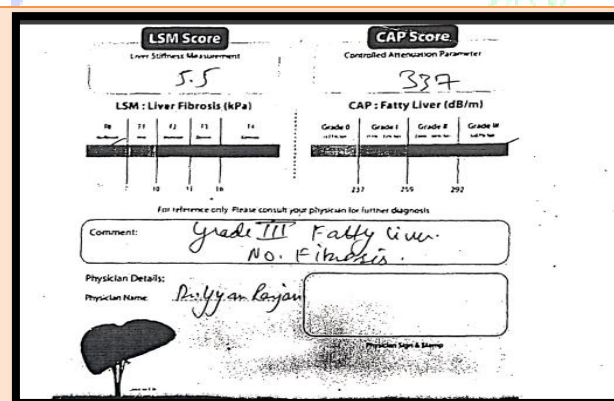 LSM Score
CAP Score
Liver Stiffness Measurement
Controlled Attenuation Parameter
5.5
337
LSM : Liver Fibrosis (kPa)
CAP : Fatty Liver (dB/m)
F0 F1 F2 F3 F4
Grade 0 Grade I Grade II Grade III
10 16
237 259 292
For reference only. Please consult your physician for further diagnosis
Comment:
Grade III Fatty Liver.
No. Fibrosis.
Physician Details:
Physician Name
Physician Sign & Stamp